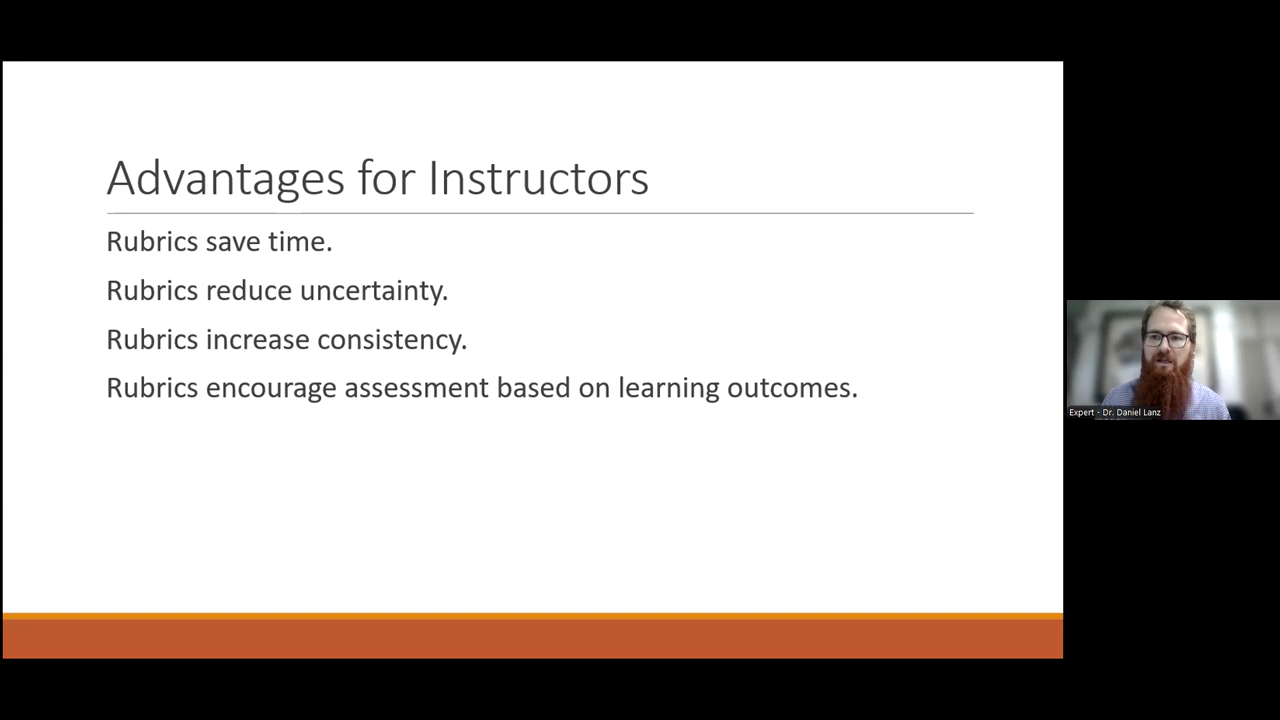 Advantages for Instructors
Rubrics save time.
Rubrics reduce uncertainty.
Rubrics increase consistency.
Rubrics encourage assessment based on learning outcomes.
Expert - Dr. Daniel Lanz